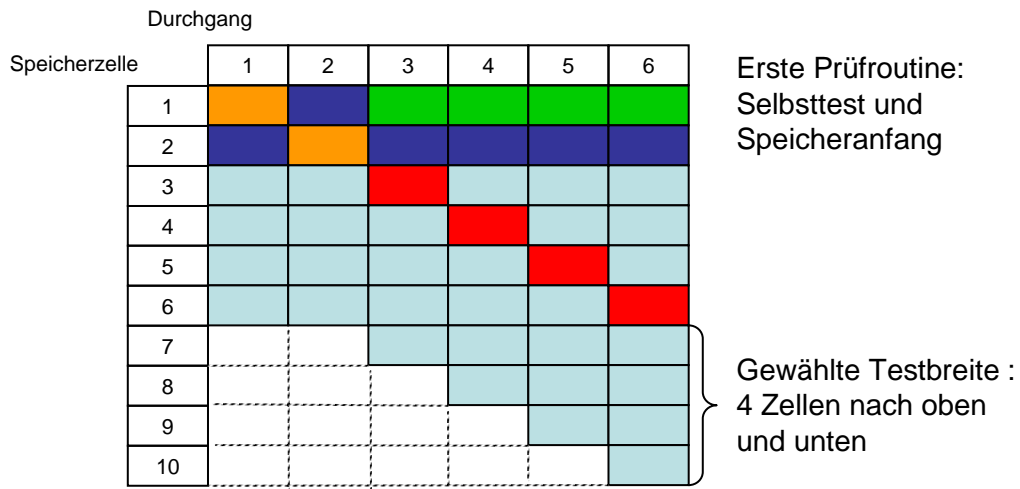 Durchgang
Speicherzelle
1 2 3 4 5 6
1
2
3
4
5
6
7
8
9
10
Erste Prüfroutine:
Selbsttest und
Speicheranfang
Gewählte Testbreite :
4 Zellen nach oben
und unten